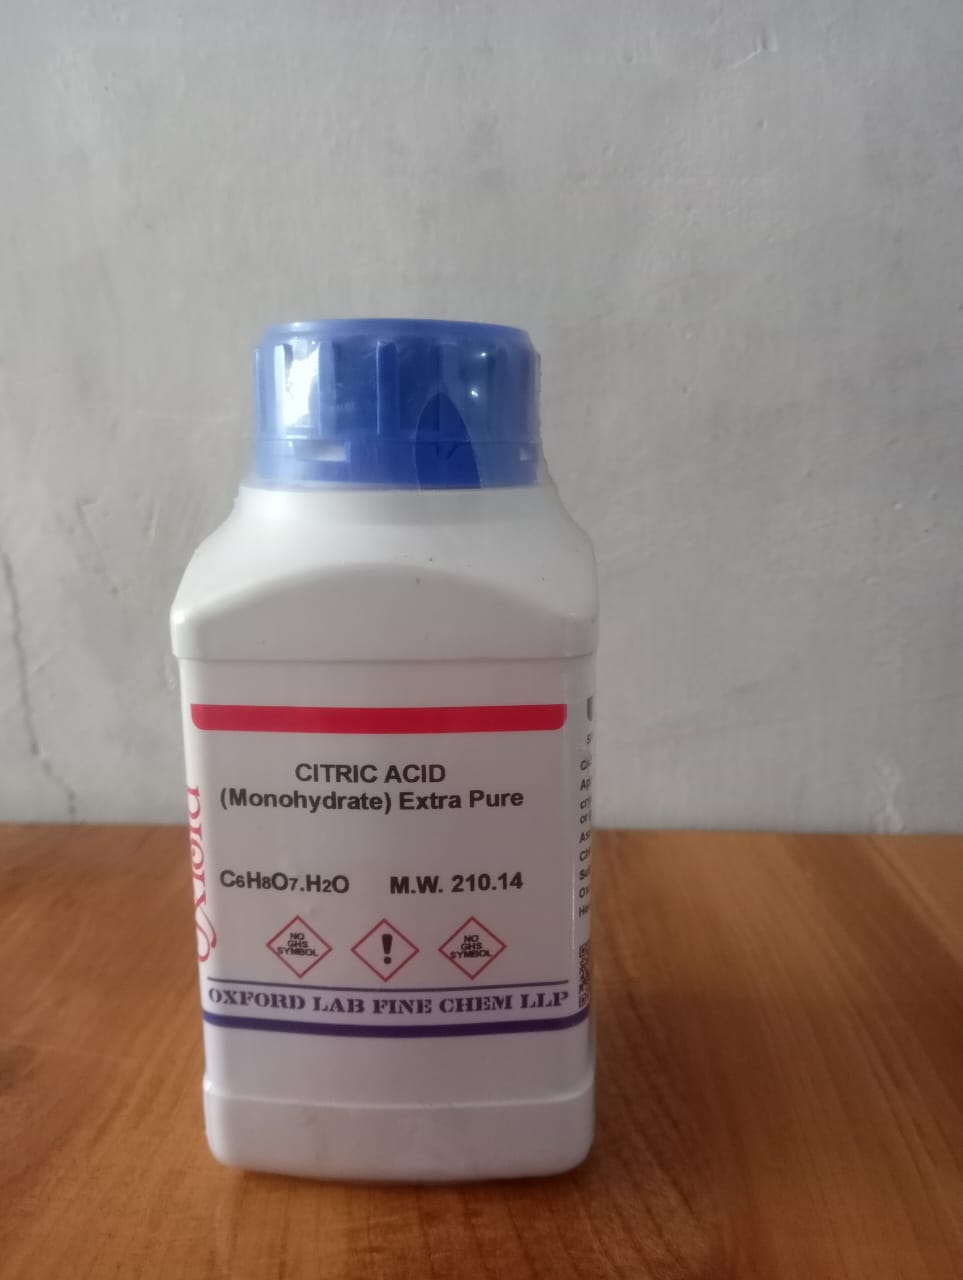 CITRIC ACID
(Monohydrate) Extra Pure
C6H8O7.H2O M.W. 210.14
NO
GHS
SYMBOL
!
NO
GHS
SYMBOL
OXFORD LAB FINE CHEM LLP